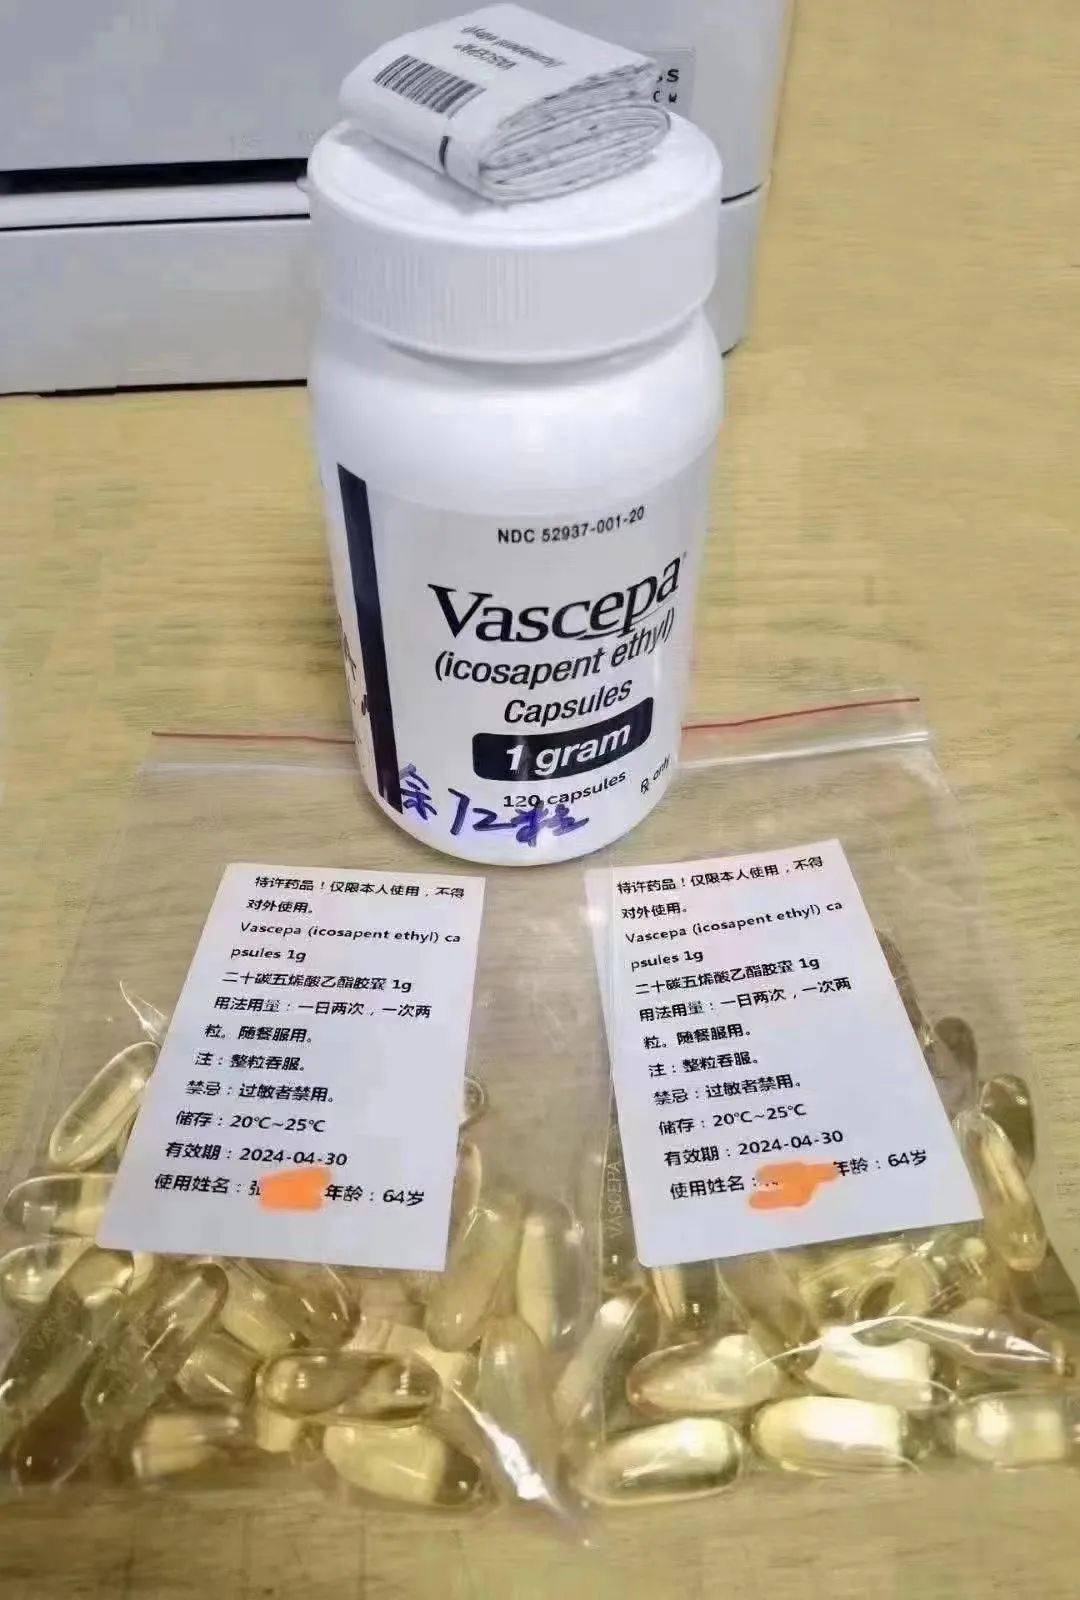 VASCEPA®
(icosapent ethyl)
NDC 52937-001-20
Vascepa®
(icosapent ethyl)
Capsules
1 gram
120 capsules
℞ only
余72粒
特许药品！仅限本人使用，不得
对外使用。
Vascepa (icosapent ethyl) ca
psules 1g
二十碳五烯酸乙酯胶囊 1g
用法用量：一日两次，一次两
粒。随餐服用。
注：整粒吞服。
禁忌：过敏者禁用。
储存：20℃~25℃
有效期：2024-04-30
使用姓名：张 年龄：64岁
特许药品！仅限本人使用，不得
对外使用。
Vascepa (icosapent ethyl) ca
psules 1g
二十碳五烯酸乙酯胶囊 1g
用法用量：一日两次，一次两
粒。随餐服用。
注：整粒吞服。
禁忌：过敏者禁用。
储存：20℃~25℃
有效期：2024-04-30
使用姓名： 年龄：64岁
VASCEPA